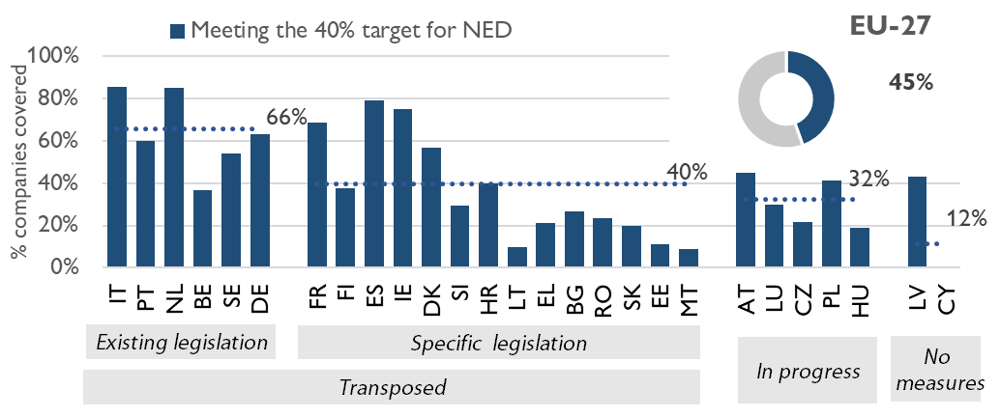 Meeting the 40% target for NED
EU-27
45%
% companies covered
100%
80%
60%
40%
20%
0%
66%
40%
32%
12%
IT
PT
NL
BE
SE
DE
FR
FI
ES
IE
DK
SI
HR
LT
EL
BG
RO
SK
EE
MT
AT
LU
CZ
PL
HU
LV
CY
Existing legislation
Specific legislation
Transposed
In progress
No
measures